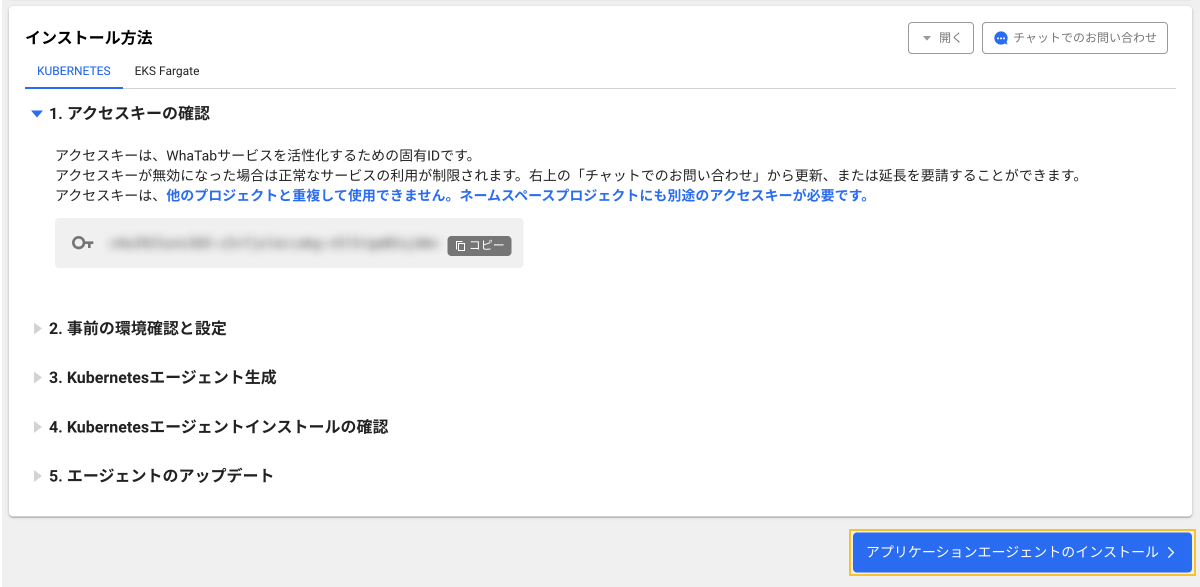 インストール方法
開く
チャットでのお問い合わせ
KUBERNETES
EKS Fargate
1. アクセスキーの確認
アクセスキーは、WhaTabサービスを活性化するための固有IDです。
アクセスキーが無効になった場合は正常なサービスの利用が制限されます。右上の「チャットでのお問い合わせ」から更新、または延長を要請することができます。
アクセスキーは、他のプロジェクトと重複して使用できません。ネームスペースプロジェクトにも別途のアクセスキーが必要です。
コピー
2. 事前の環境確認と設定
3. Kubernetesエージェント生成
4. Kubernetesエージェントインストールの確認
5. エージェントのアップデート
アプリケーションエージェントのインストール